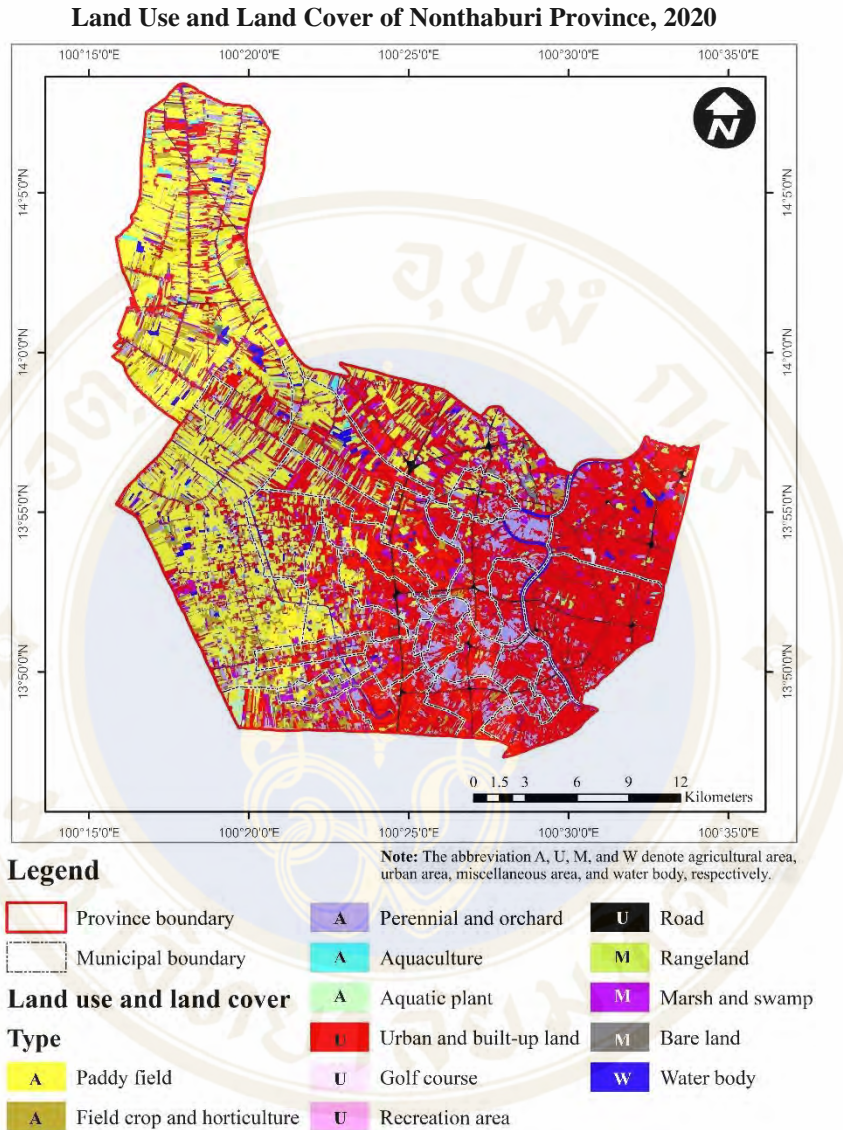 Land Use and Land Cover of Nonthaburi Province, 2020
100°15'0"E 100°20'0"E 100°25'0"E 100°30'0"E 100°35'0"E
N
14°5'0"N 14°5'0"N
14°0'0"N 14°0'0"N
13°55'0"N 13°55'0"N
13°50'0"N 13°50'0"N
0 1.5 3 6 9 12
Kilometers
100°15'0"E 100°20'0"E 100°25'0"E 100°30'0"E 100°35'0"E
Note: The abbreviation A, U, M, and W denote agricultural area,
urban area, miscellaneous area, and water body, respectively.
Legend
Province boundary
Municipal boundary
Land use and land cover
Type
A Paddy field
A Field crop and horticulture
A Perennial and orchard
A Aquaculture
A Aquatic plant
U Urban and built-up land
U Golf course
U Recreation area
U Road
M Rangeland
M Marsh and swamp
M Bare land
W Water body